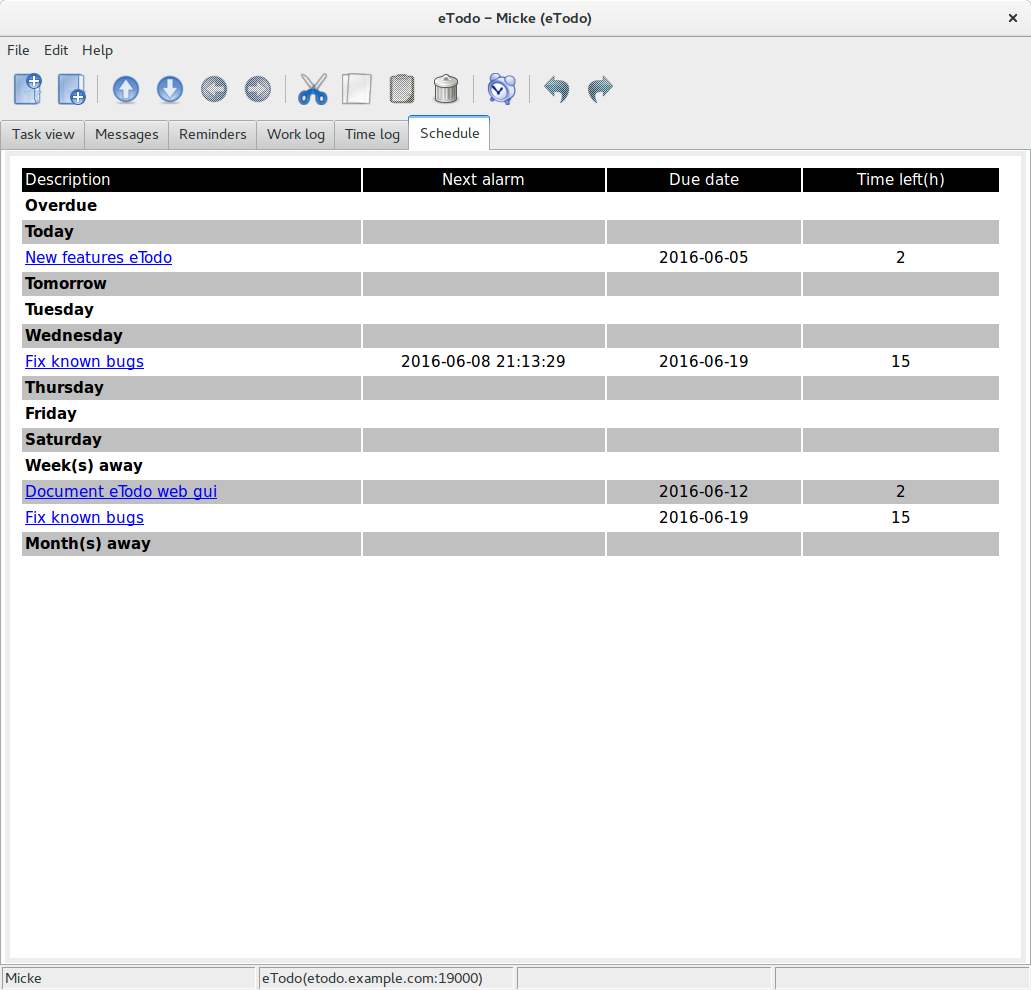 eTodo – Micke (eTodo)
File Edit Help
Task view Messages Reminders Work log Time log Schedule
Description Next alarm Due date Time left(h)
Overdue
Today
New features eTodo 2016-06-05 2
Tomorrow
Tuesday
Wednesday
Fix known bugs 2016-06-08 21:13:29 2016-06-19 15
Thursday
Friday
Saturday
Week(s) away
Document eTodo web gui 2016-06-12 2
Fix known bugs 2016-06-19 15
Month(s) away
Micke eTodo(etodo.example.com:19000)